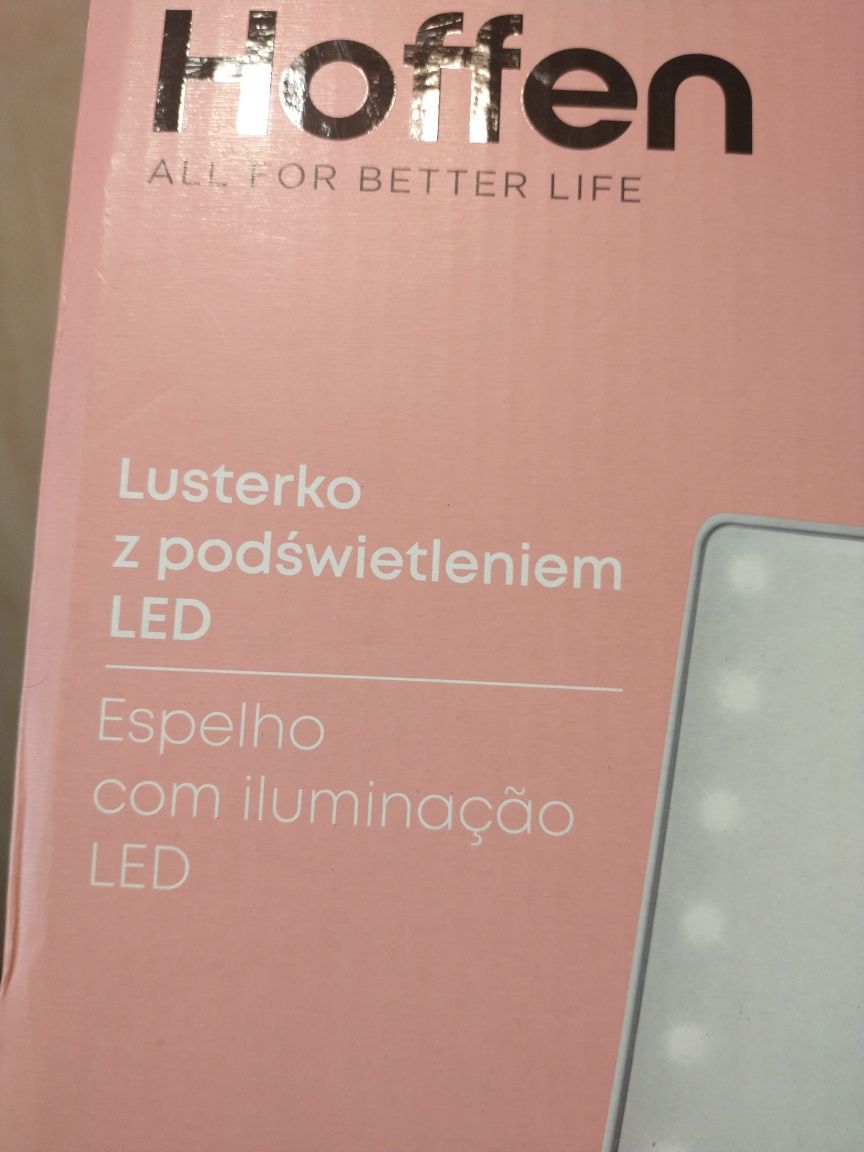 Hoffen
ALL FOR BETTER LIFE
Lusterko
z podświetleniem
LED
Espelho
com iluminação
LED